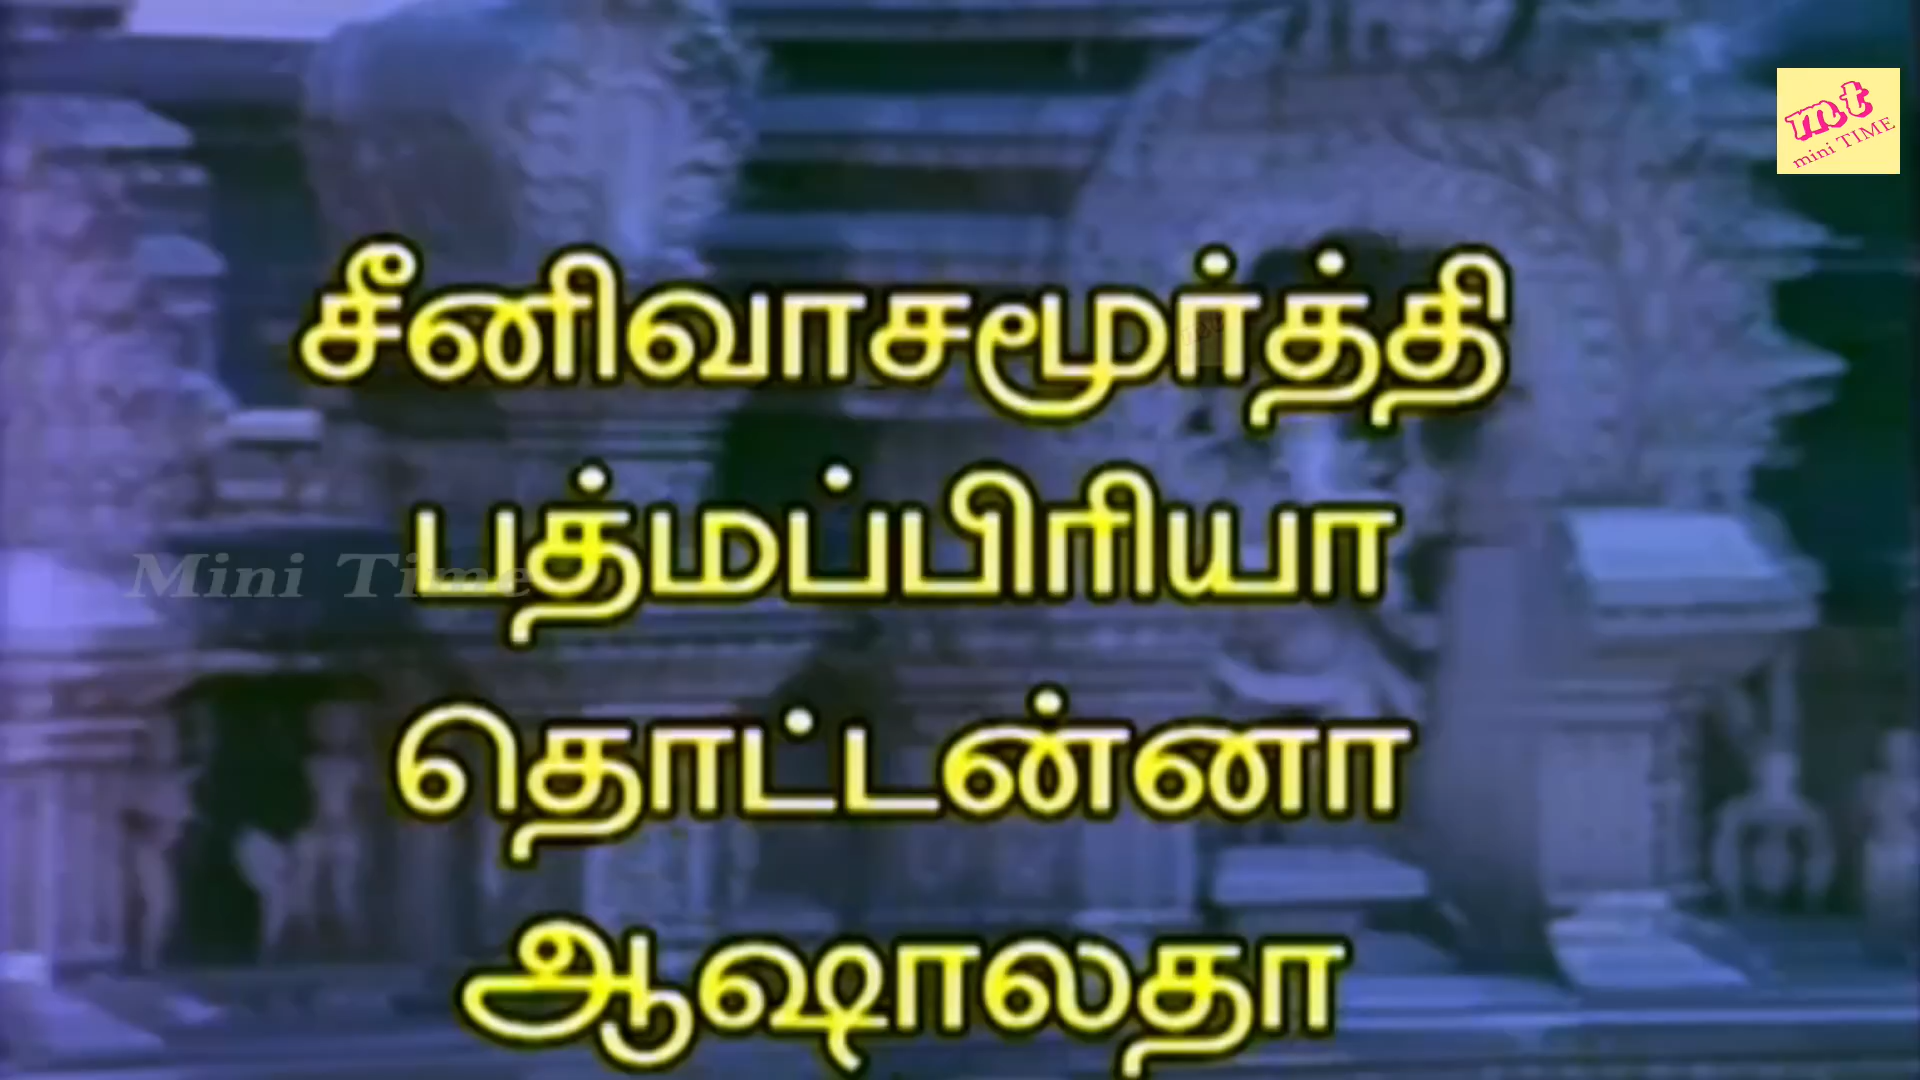 mt
mini TIME
சீனிவாசமூர்த்தி
பத்மப்பிரியா
Mini Time
தொட்டன்னா
ஆஷாலதா